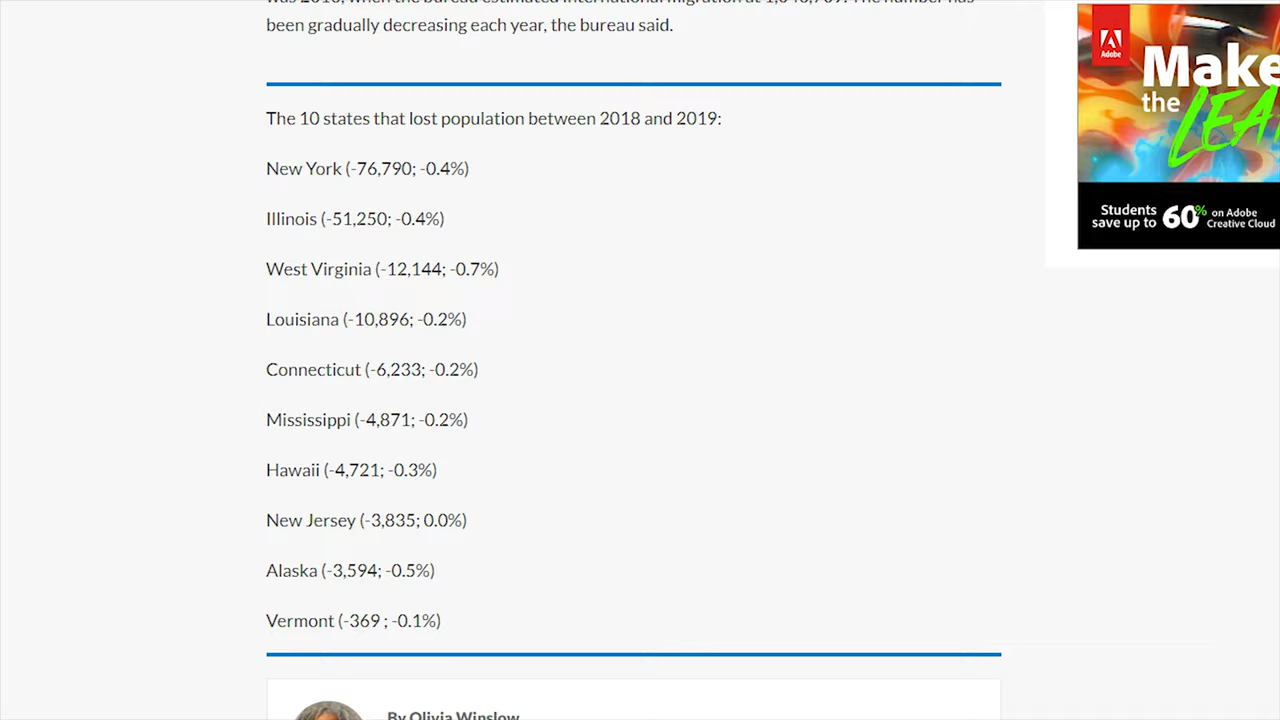 been gradually decreasing each year, the bureau said.
The 10 states that lost population between 2018 and 2019:
New York (-76,790; -0.4%)
Illinois (-51,250; -0.4%)
West Virginia (-12,144; -0.7%)
Louisiana (-10,896; -0.2%)
Connecticut (-6,233; -0.2%)
Mississippi (-4,871; -0.2%)
Hawaii (-4,721; -0.3%)
New Jersey (-3,835; 0.0%)
Alaska (-3,594; -0.5%)
Vermont (-369 ; -0.1%)
By Olivia Winslow
Adobe
Make
the LEA
Students
save up to 60% on Adobe
Creative Cloud